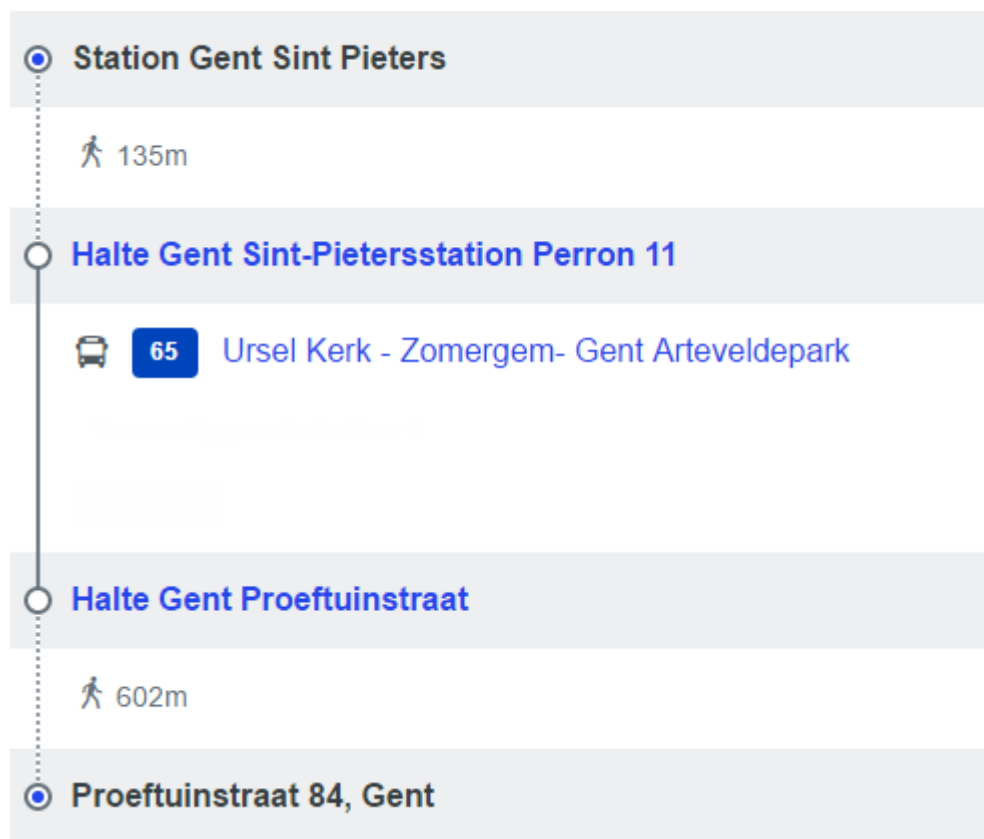 Station Gent Sint Pieters
135m
Halte Gent Sint-Pietersstation Perron 11
65 Ursel Kerk - Zomergem- Gent Arteveldepark
Halte Gent Proeftuinstraat
602m
Proeftuinstraat 84, Gent